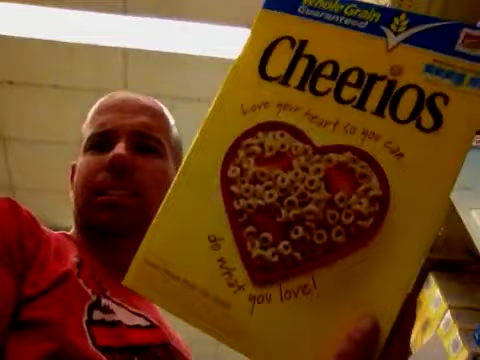 Whole Grain
Guaranteed
Cheerios
Love your heart so you can...
do what you love!